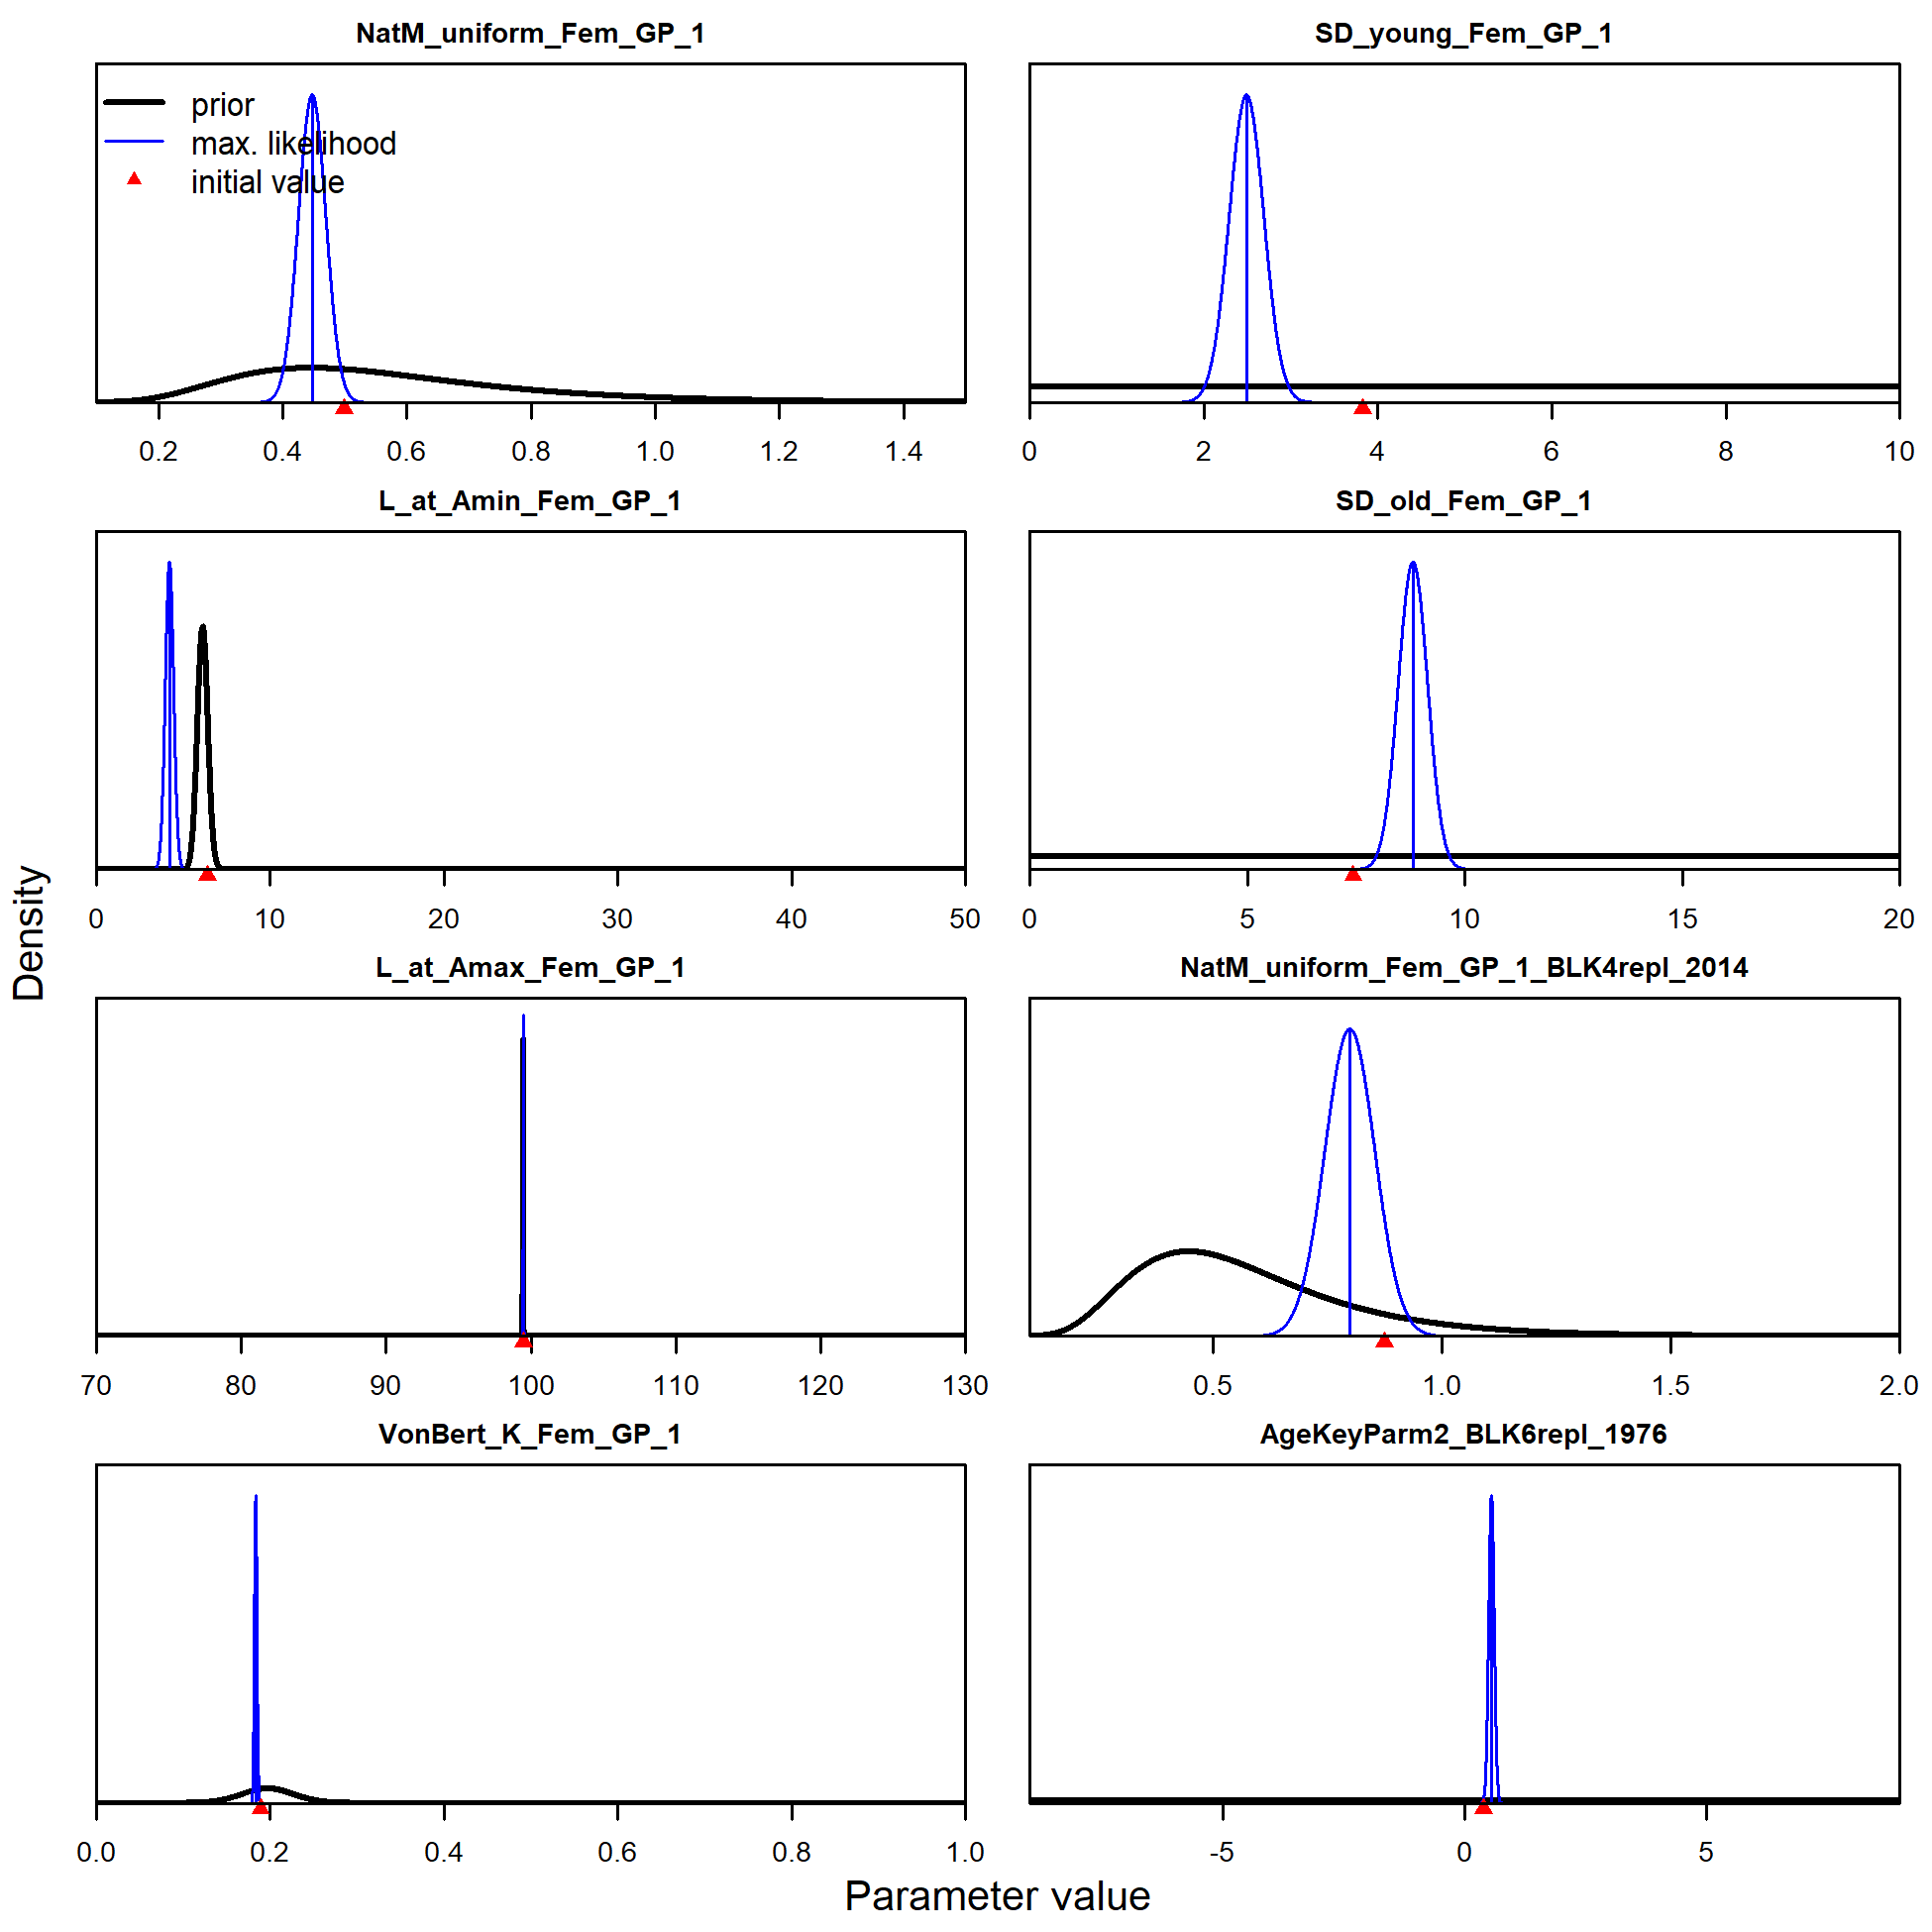 NatM_uniform_Fem_GP_1
prior
max. likelihood
initial value
0.2 0.4 0.6 0.8 1.0 1.2 1.4
SD_young_Fem_GP_1
0 2 4 6 8 10
L_at_Amin_Fem_GP_1
0 10 20 30 40 50
SD_old_Fem_GP_1
0 5 10 15 20
L_at_Amax_Fem_GP_1
70 80 90 100 110 120 130
NatM_uniform_Fem_GP_1_BLK4repl_2014
0.5 1.0 1.5 2.0
VonBert_K_Fem_GP_1
0.0 0.2 0.4 0.6 0.8 1.0
AgeKeyParm2_BLK6repl_1976
-5 0 5
Density
Parameter value